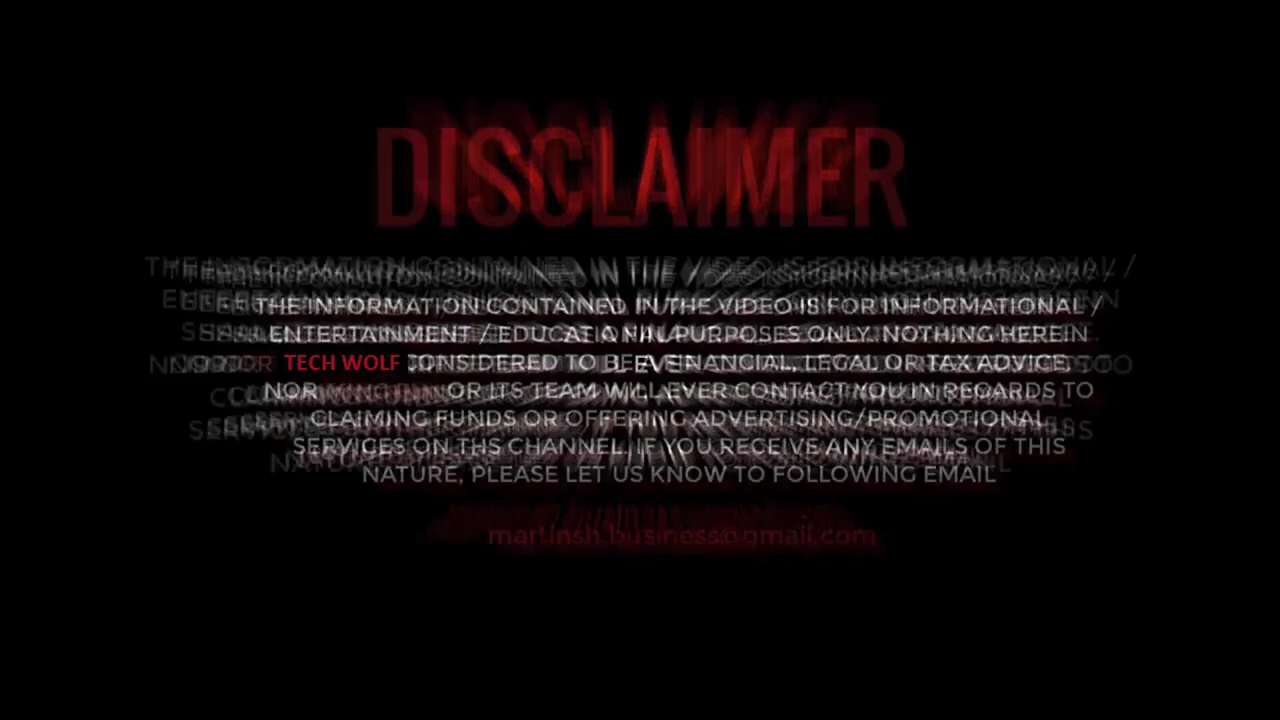 DISCLAIMER
THE INFORMATION CONTAINED IN THE VIDEO IS FOR INFORMATIONAL /
ENTERTAINMENT / EDUCATIONAL PURPOSES ONLY. NOTHING HEREIN
TECH WOLF CONSIDERED TO BE FINANCIAL, LEGAL OR TAX ADVICE,
NOR OR ITS TEAM WILL EVER CONTACT YOU IN REGARDS TO
CLAIMING FUNDS OR OFFERING ADVERTISING/PROMOTIONAL
SERVICES ON THS CHANNEL. IF YOU RECEIVE ANY EMAILS OF THIS
NATURE, PLEASE LET US KNOW TO FOLLOWING EMAIL
martinsh.business@gmail.com